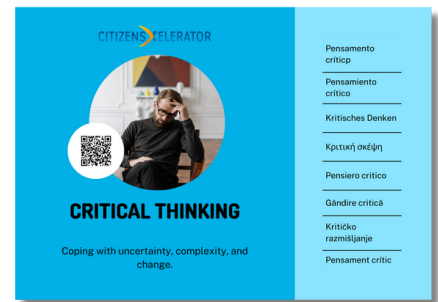 CITIZENS XELERATOR
CRITICAL THINKING
Coping with uncertainty, complexity, and
change.
Pensamento
críticp
Pensamiento
crítico
Kritisches Denken
Κριτική σκέψη
Pensiero critico
Gândire critică
Kritičko
razmišljanje
Pensament crític